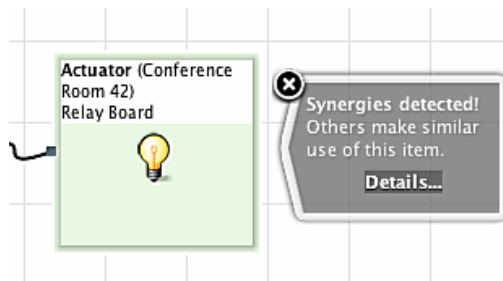 Actuator (Conference
Room 42)
Relay Board
Synergies detected!
Others make similar
use of this item.
Details...